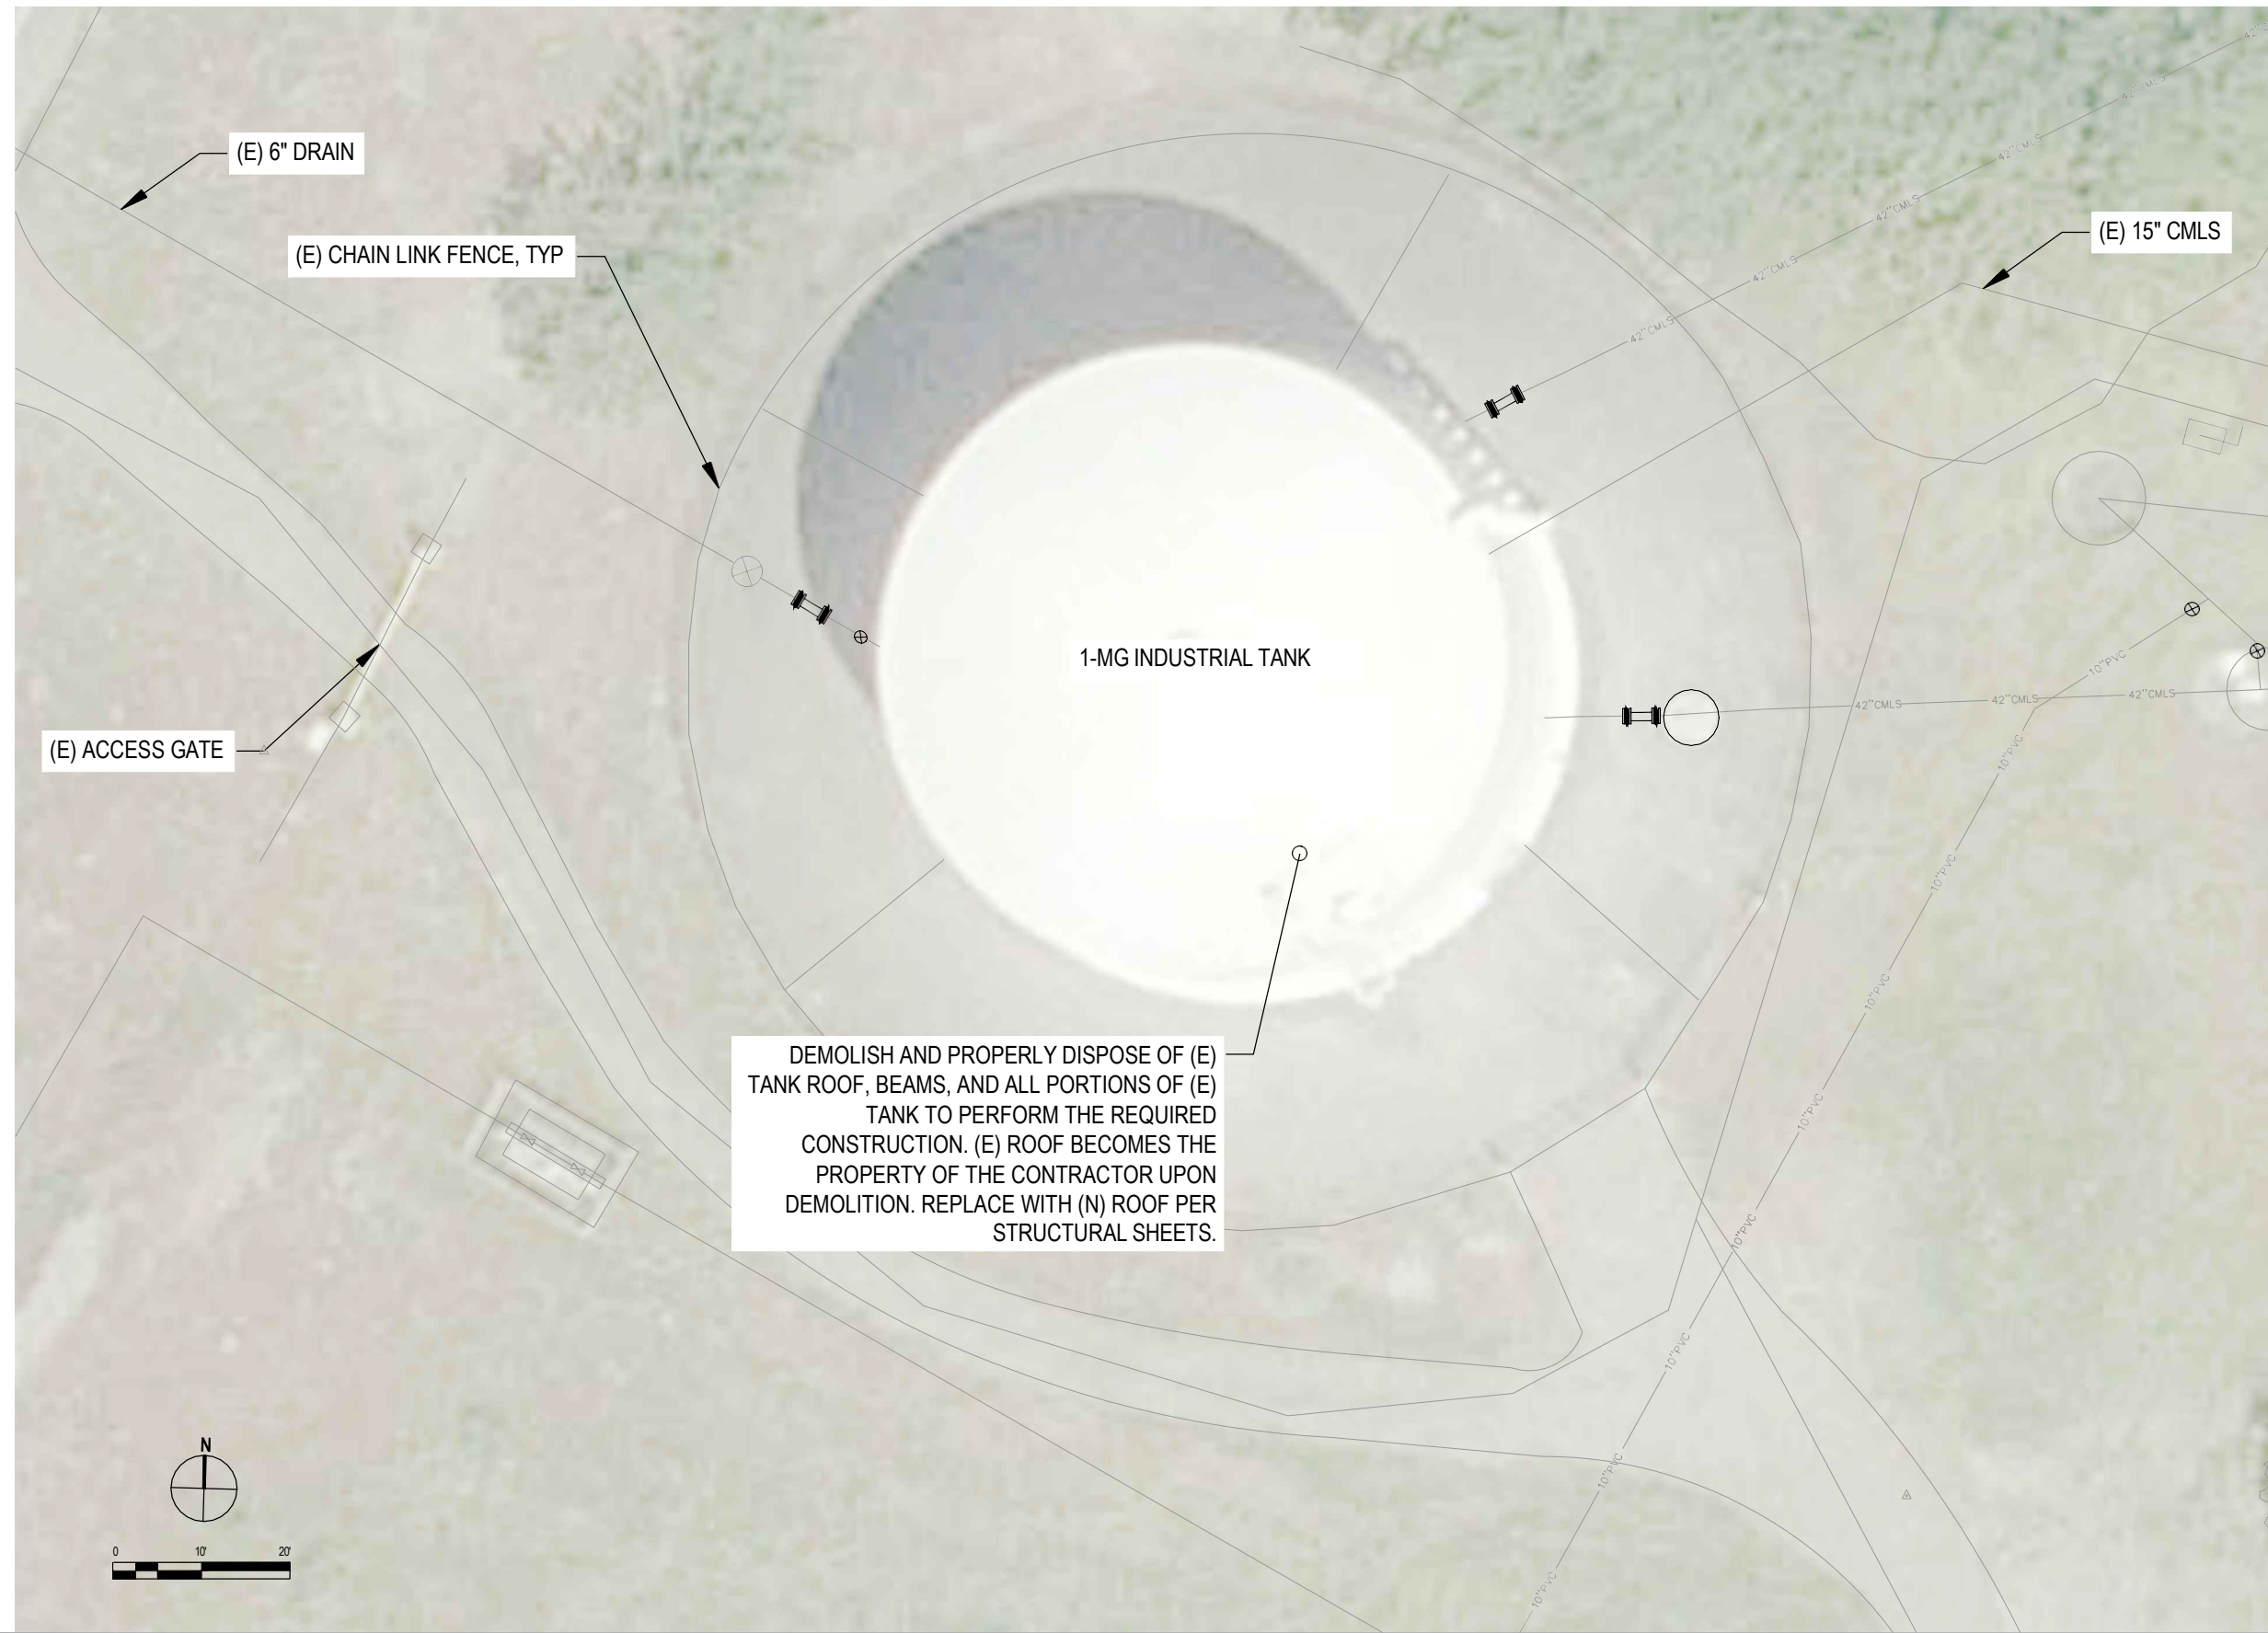 42"CMLS
42"CMLS
(E) 6" DRAIN
42"CMLS
42"CMLS
(E) 15" CMLS
(E) CHAIN LINK FENCE, TYP
42"CMLS
42"CMLS
1-MG INDUSTRIAL TANK
10"PVC
42"CMLS
42"CMLS
42"CMLS
(E) ACCESS GATE
10"PVC
10"PVC
10"PVC
DEMOLISH AND PROPERLY DISPOSE OF (E)
TANK ROOF, BEAMS, AND ALL PORTIONS OF (E)
TANK TO PERFORM THE REQUIRED
CONSTRUCTION. (E) ROOF BECOMES THE
PROPERTY OF THE CONTRACTOR UPON
DEMOLITION. REPLACE WITH (N) ROOF PER
STRUCTURAL SHEETS.
10"PVC
10"PVC
10"PVC
10"PVC
10"PVC
N
0 10' 20'